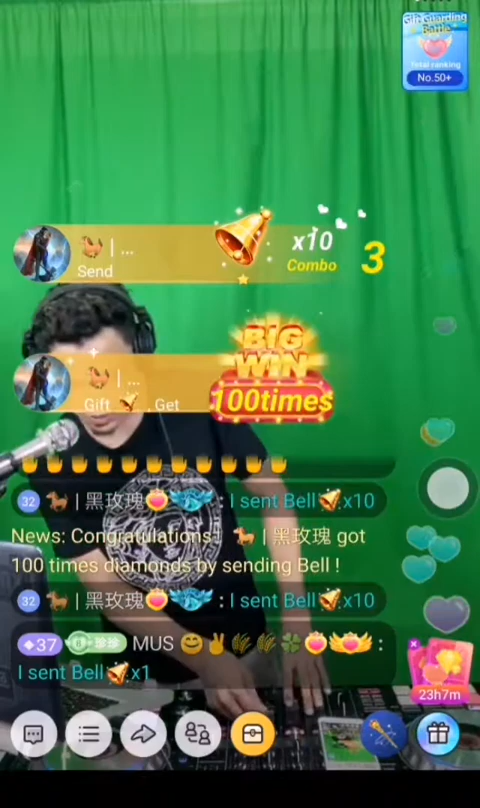 Gift Guarding
Battle
Total ranking
No.50+
| ...
x10
Send
Combo
3
BIG
WIN
| ...
Gift , Get
100times
32 | 黑玫瑰 : I sent Bell x10
News: Congratulations! | 黑玫瑰 got
100 times diamonds by sending Bell !
32 | 黑玫瑰 : I sent Bell x10
37 MUS :
I sent Bell x1
23h7m